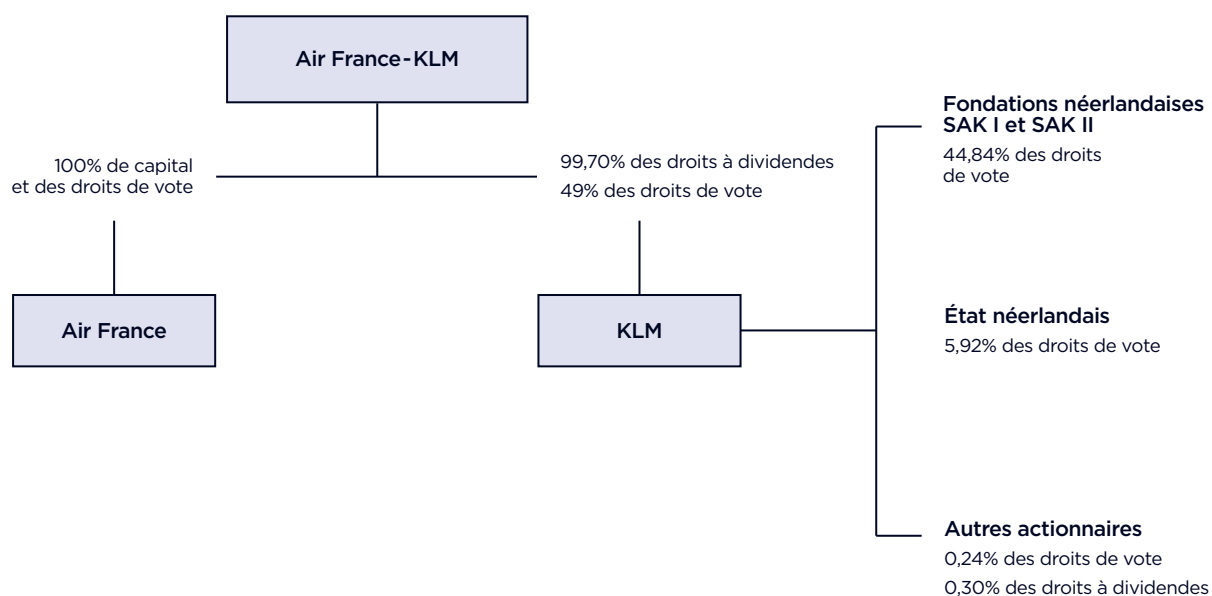 Air France-KLM
100% de capital
et des droits de vote
99,70% des droits à dividendes
49% des droits de vote
Air France
KLM
Fondations néerlandaises
SAK I et SAK II
44,84% des droits
de vote
État néerlandais
5,92% des droits de vote
Autres actionnaires
0,24% des droits de vote
0,30% des droits à dividendes